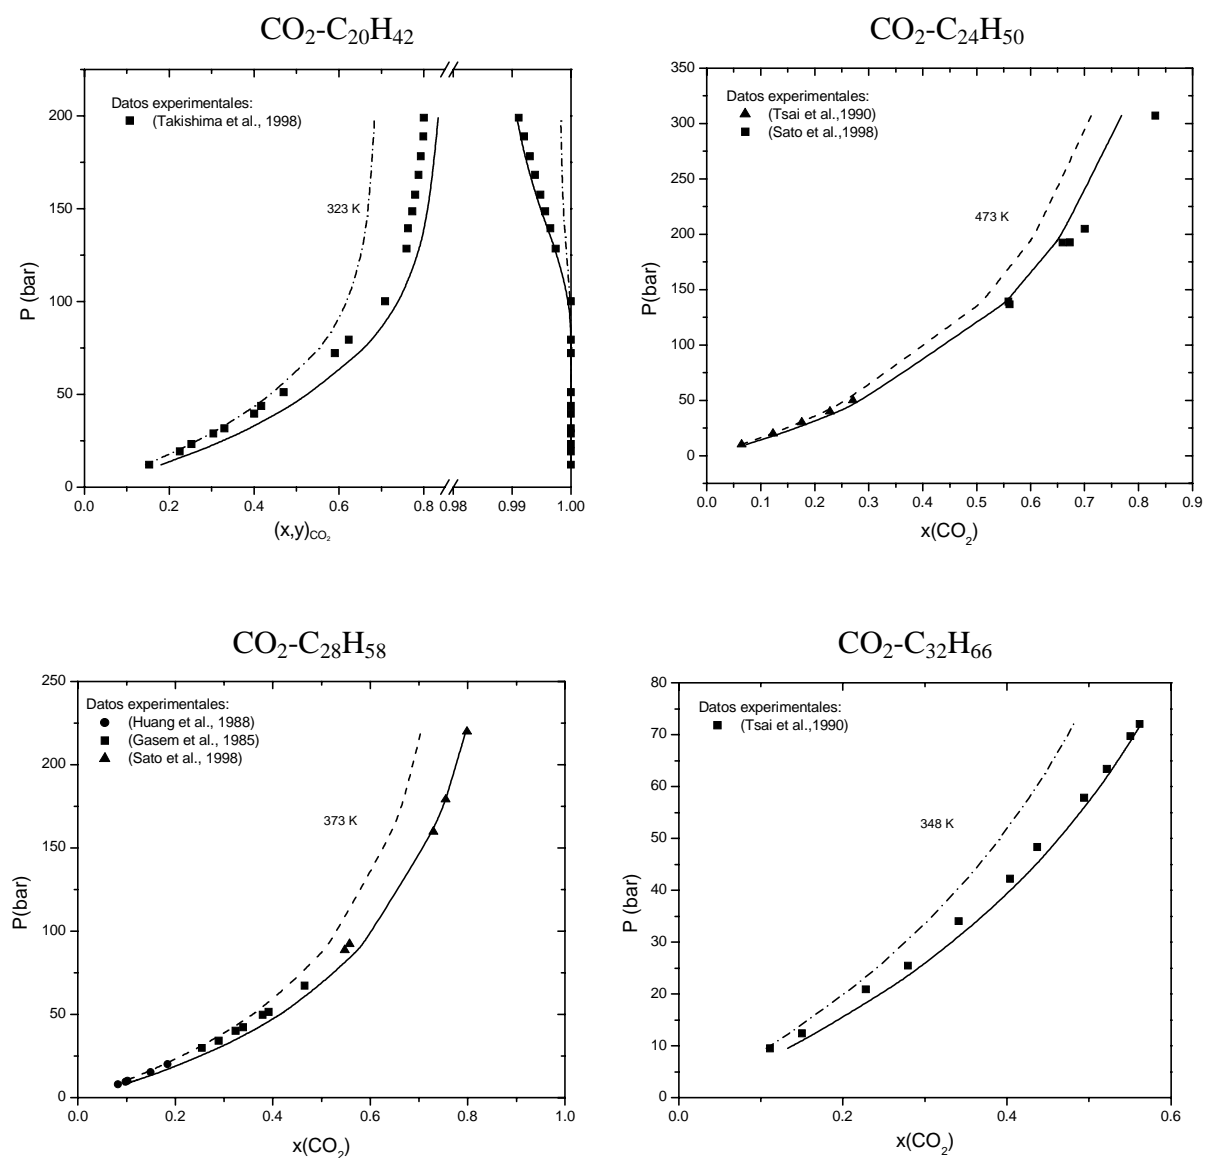 CO₂-C₂₀H₄₂
Datos experimentales:
(Takishima et al., 1998)
323 K
P (bar)
200
150
100
50
0
0.0
0.2
0.4
0.6
0.8
0.98
0.99
1.00
(x,y)CO₂
CO₂-C₂₄H₅₀
Datos experimentales:
(Tsai et al.,1990)
(Sato et al.,1998)
473 K
P(bar)
350
300
250
200
150
100
50
0
0.0
0.1
0.2
0.3
0.4
0.5
0.6
0.7
0.8
0.9
x(CO₂)
CO₂-C₂₈H₅₈
Datos experimentales:
(Huang et al., 1988)
(Gasem et al., 1985)
(Sato et al., 1998)
373 K
P(bar)
250
200
150
100
50
0
0.0
0.2
0.4
0.6
0.8
1.0
x(CO₂)
CO₂-C₃₂H₆₆
Datos experimentales:
(Tsai et al.,1990)
348 K
P (bar)
80
70
60
50
40
30
20
10
0
0.0
0.2
0.4
0.6
x(CO₂)